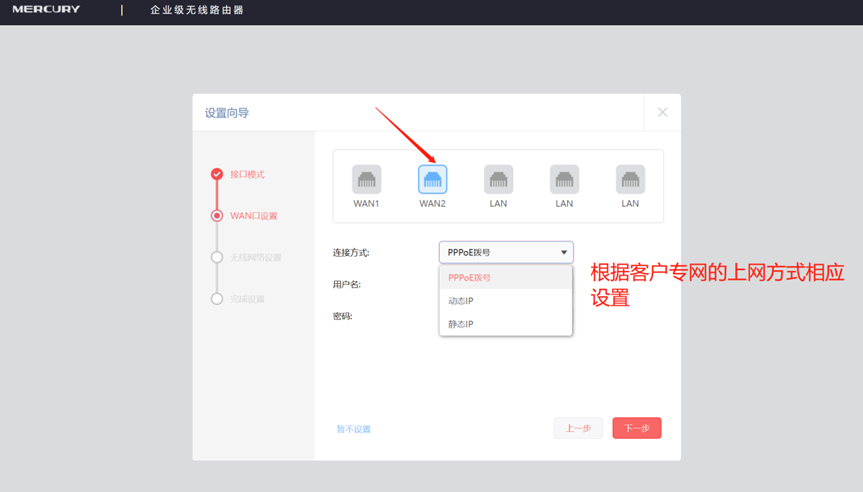 MERCURY | 企业级无线路由器
设置向导
接口模式
WAN口设置
无线网络设置
完成设置
WAN1 WAN2 LAN LAN LAN
连接方式: PPPoE拨号
PPPoE拨号
用户名:
动态IP
密码:
静态IP
根据客户专网的上网方式相应
设置
暂不设置 上一步 下一步